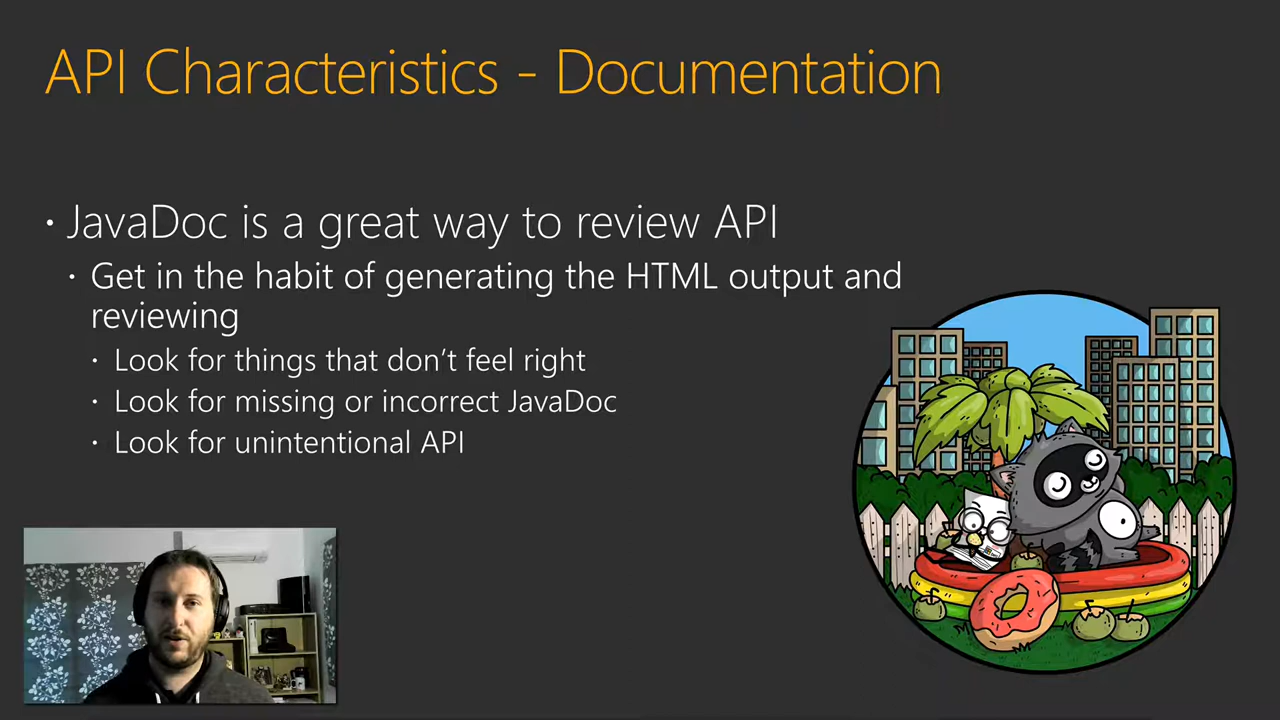 API Characteristics - Documentation
• JavaDoc is a great way to review API
• Get in the habit of generating the HTML output and
reviewing
• Look for things that don’t feel right
• Look for missing or incorrect JavaDoc
• Look for unintentional API